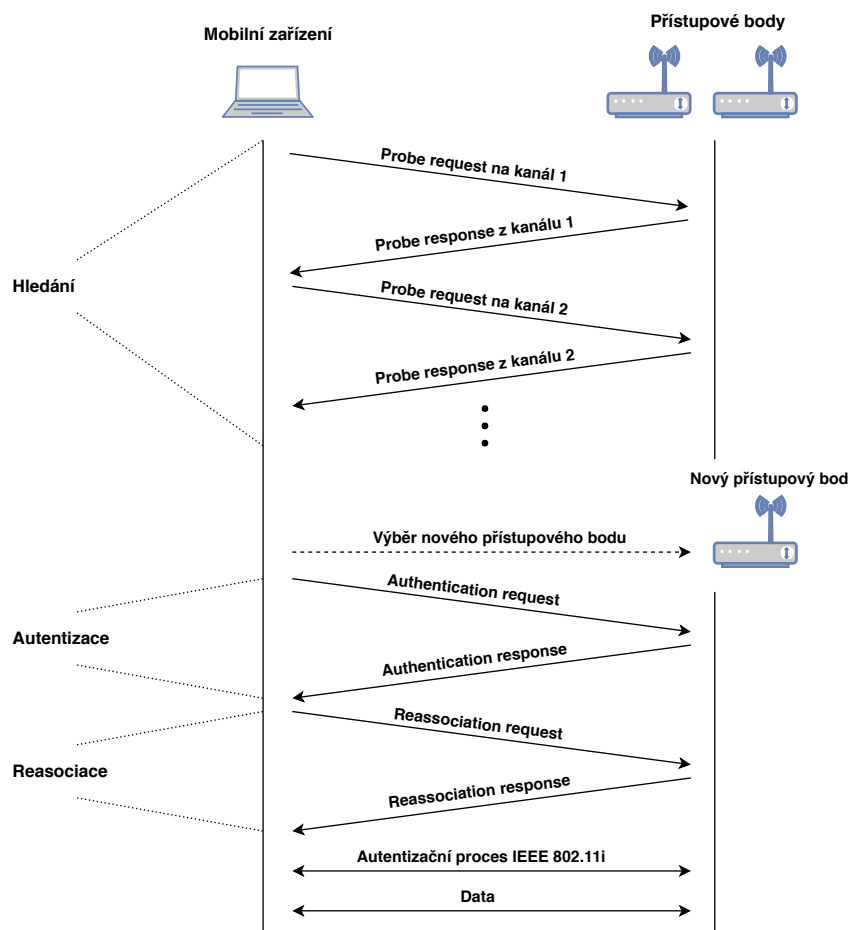 Přístupové body
Mobilní zařízení
Probe request na kanál 1
Probe response z kanálu 1
Hledání
Probe request na kanál 2
Probe response z kanálu 2
Nový přístupový bod
Výběr nového přístupového bodu
Authentication request
Autentizace
Authentication response
Reassociation request
Reasociace
Reassociation response
Autentizační proces IEEE 802.11i
Data